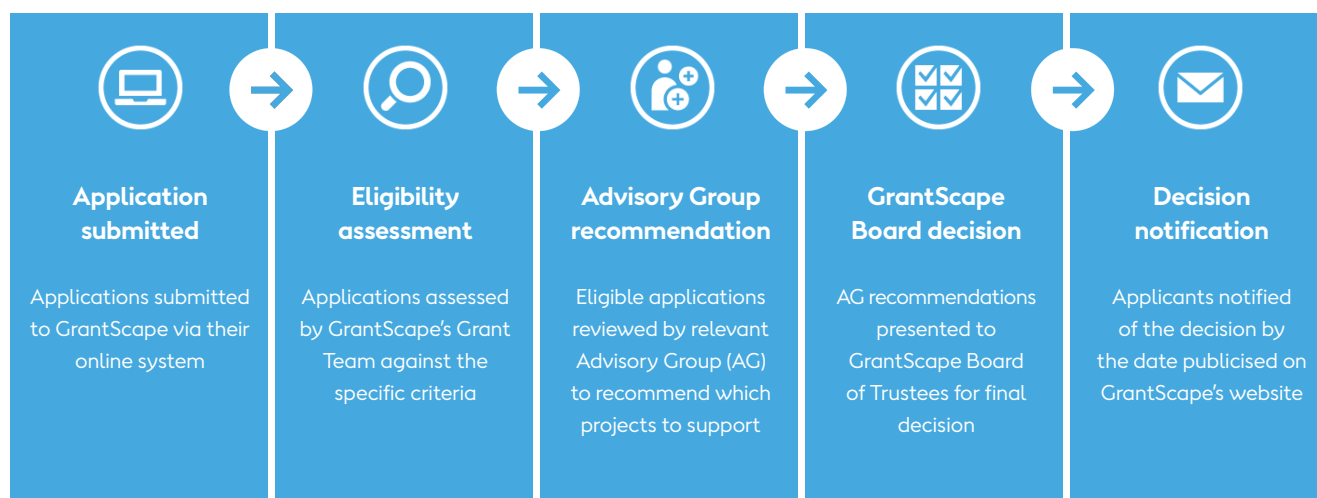 Application
submitted
Applications submitted
to GrantScape via their
online system
Eligibility
assessment
Applications assessed
by GrantScape's Grant
Team against the
specific criteria
Advisory Group
recommendation
Eligible applications
reviewed by relevant
Advisory Group (AG)
to recommend which
projects to support
GrantScape
Board decision
AG recommendations
presented to
GrantScape Board
of Trustees for final
decision
Decision
notification
Applicants notified
of the decision by
the date publicised on
GrantScape's website